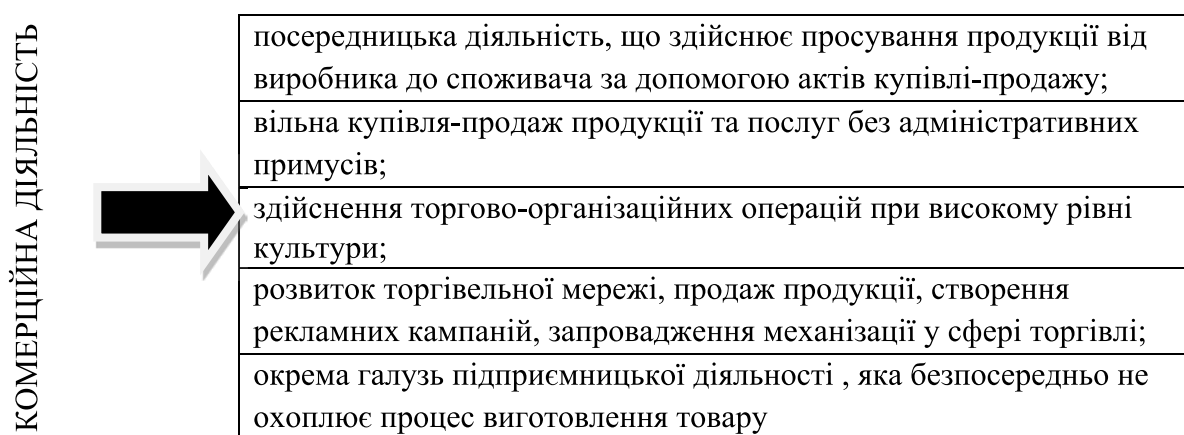 КОМЕРЦІЙНА ДІЯЛЬНІСТЬ
посередницька діяльність, що здійснює просування продукції від
виробника до споживача за допомогою актів купівлі-продажу;
вільна купівля-продаж продукції та послуг без адміністративних
примусів;
здійснення торгово-організаційних операцій при високому рівні
культури;
розвиток торгівельної мережі, продаж продукції, створення
рекламних кампаній, запровадження механізації у сфері торгівлі;
окрема галузь підприємницької діяльності , яка безпосередньо не
охоплює процес виготовлення товару